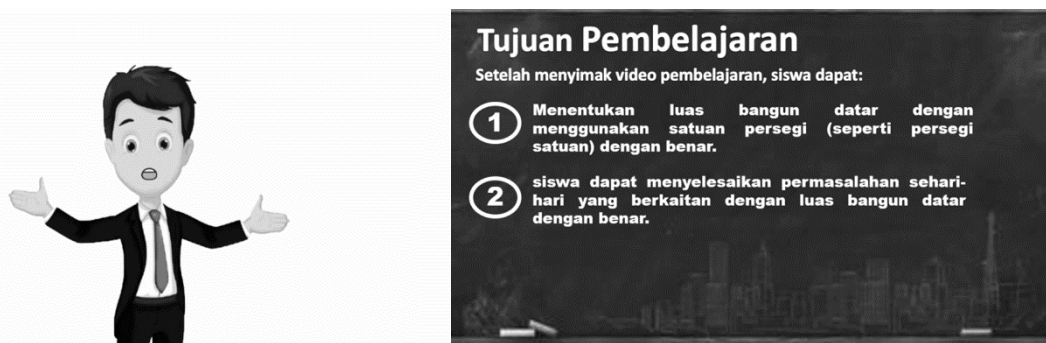 Tujuan Pembelajaran
Setelah menyimak video pembelajaran, siswa dapat:
1 Menentukan luas bangun datar dengan
menggunakan satuan persegi (seperti persegi
satuan) dengan benar.
2 siswa dapat menyelesaikan permasalahan sehari-
hari yang berkaitan dengan luas bangun datar
dengan benar.